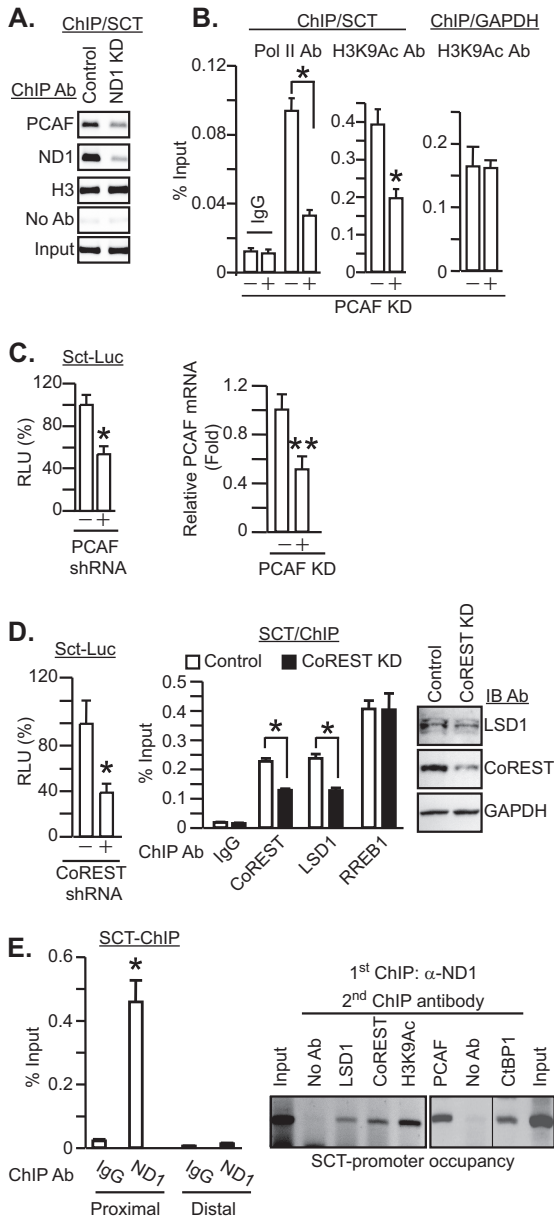 A.
ChIP/SCT
ChIP Ab
Control
ND1 KD
PCAF
ND1
H3
No Ab
Input
B.
ChIP/SCT
ChIP/GAPDH
Pol II Ab
H3K9Ac Ab
H3K9Ac Ab
*
% Input
0.12
0.08
0.04
0
IgG
0.4
0.3
0.2
0.1
0
*
0.2
0.1
0
− + − +
− +
− +
PCAF KD
C.
Sct-Luc
RLU (%)
120
80
40
0
*
− +
PCAF
shRNA
Relative PCAF mRNA
(Fold)
1.2
0.8
0.4
0
**
− +
PCAF KD
D.
Sct-Luc
RLU (%)
120
80
40
0
*
− +
CoREST
shRNA
SCT/ChIP
Control
CoREST KD
% Input
0.5
0.4
0.3
0.2
0.1
0
*
*
ChIP Ab
IgG
CoREST
LSD1
RREB1
Control
CoREST KD
IB Ab
LSD1
CoREST
GAPDH
E.
SCT-ChIP
% Input
0.6
0.4
0.2
0
*
ChIP Ab
IgG
ND1
IgG
ND1
Proximal
Distal
1st ChIP: α-ND1
2nd ChIP antibody
Input
No Ab
LSD1
CoREST
H3K9Ac
PCAF
No Ab
CtBP1
Input
SCT-promoter occupancy